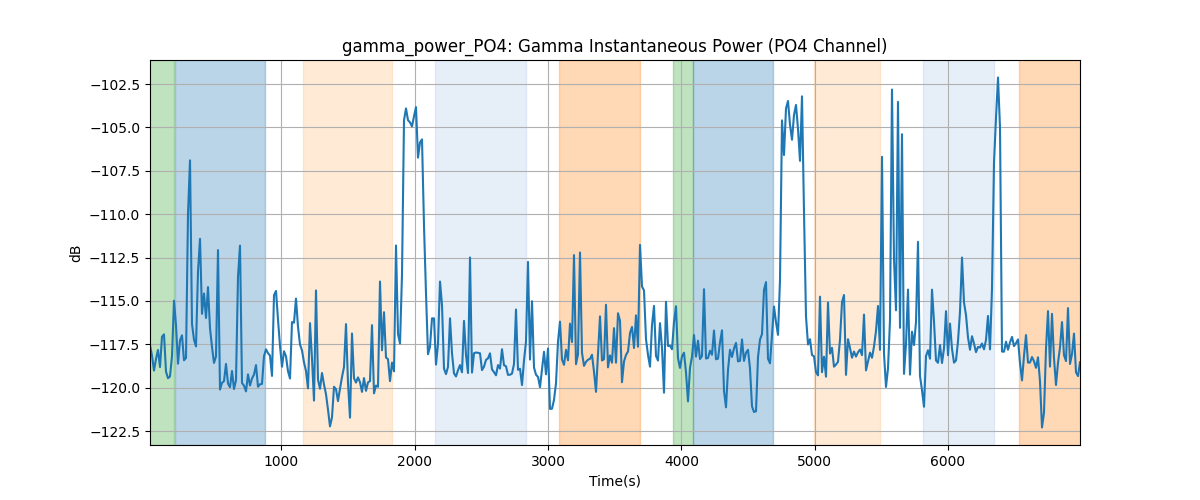 gamma_power_PO4: Gamma Instantaneous Power (PO4 Channel)
−102.5
−105.0
−107.5
−110.0
−112.5
−115.0
−117.5
−120.0
−122.5
dB
1000 2000 3000 4000 5000 6000
Time(s)